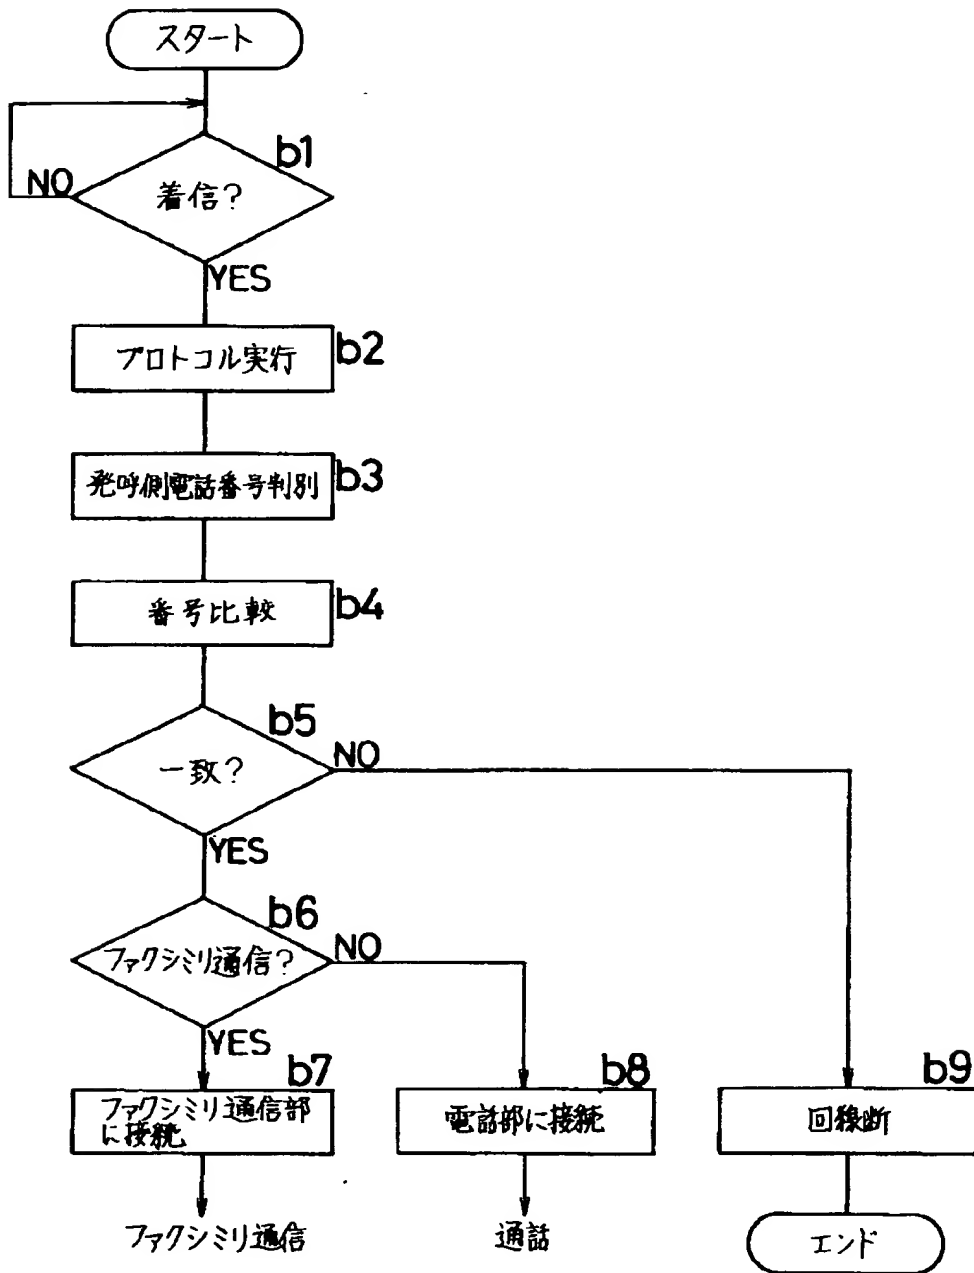 スタート
b1
着信?
NO
YES
プロトコル実行
b2
発呼側電話番号判別
b3
番号比較
b4
b5
一致?
NO
YES
b6
ファクシミリ通信?
NO
YES
b7
ファクシミリ通信部
に接続
b8
電話部に接続
b9
回線断
ファクシミリ通信
通話
エンド